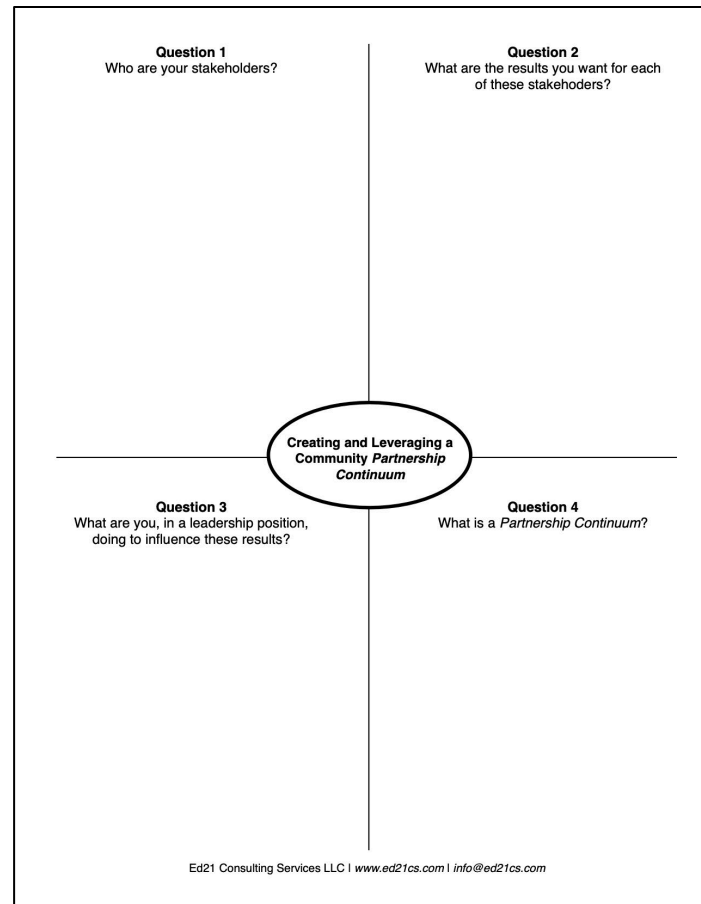 Question 1
Who are your stakeholders?
Question 2
What are the results you want for each
of these stakehoders?
Creating and Leveraging a
Community Partnership
Continuum
Question 3
What are you, in a leadership position,
doing to influence these results?
Question 4
What is a Partnership Continuum?
Ed21 Consulting Services LLC | www.ed21cs.com | info@ed21cs.com